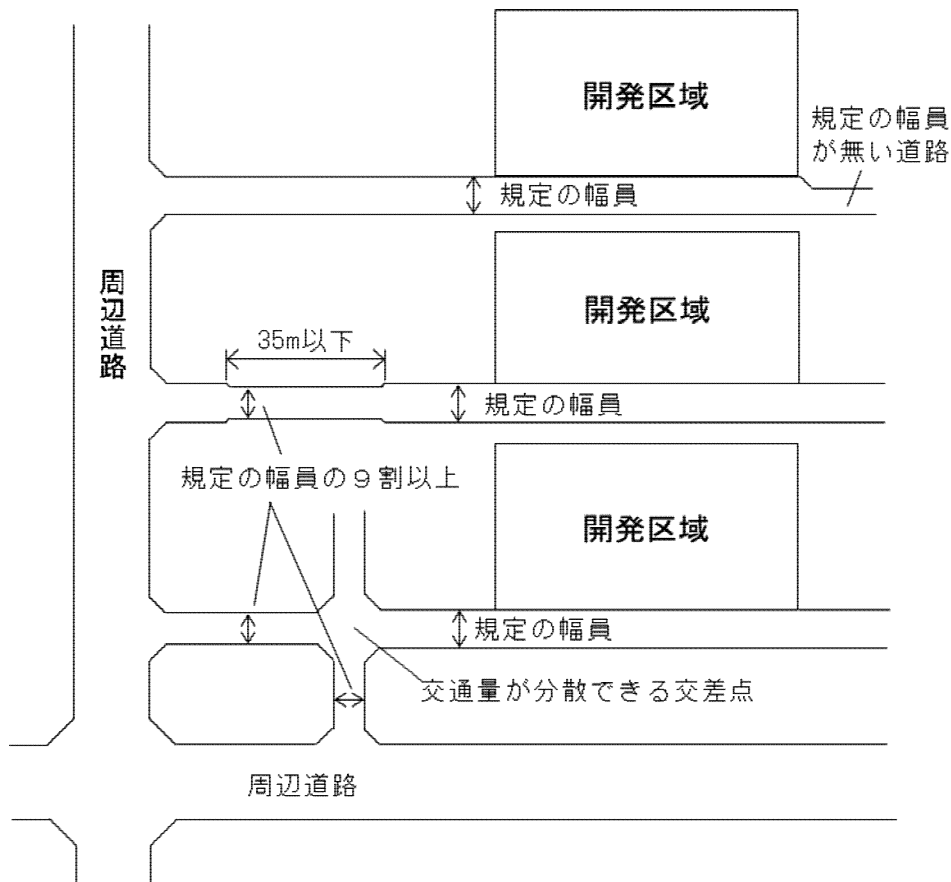 開発区域
規定の幅員
が無い道路
規定の幅員
周辺道路
開発区域
35m以下
規定の幅員
規定の幅員の９割以上
開発区域
規定の幅員
交通量が分散できる交差点
周辺道路